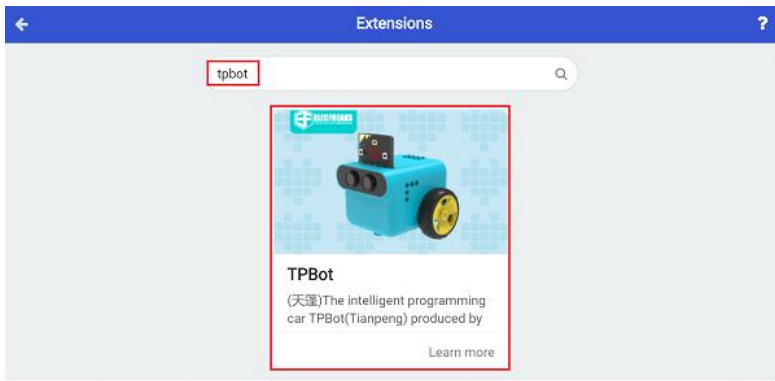 Extensions
?
tpbot
ELECFREAKS
TPBot
(天蓬)The intelligent programming
car TPBot(Tianpeng) produced by
Learn more